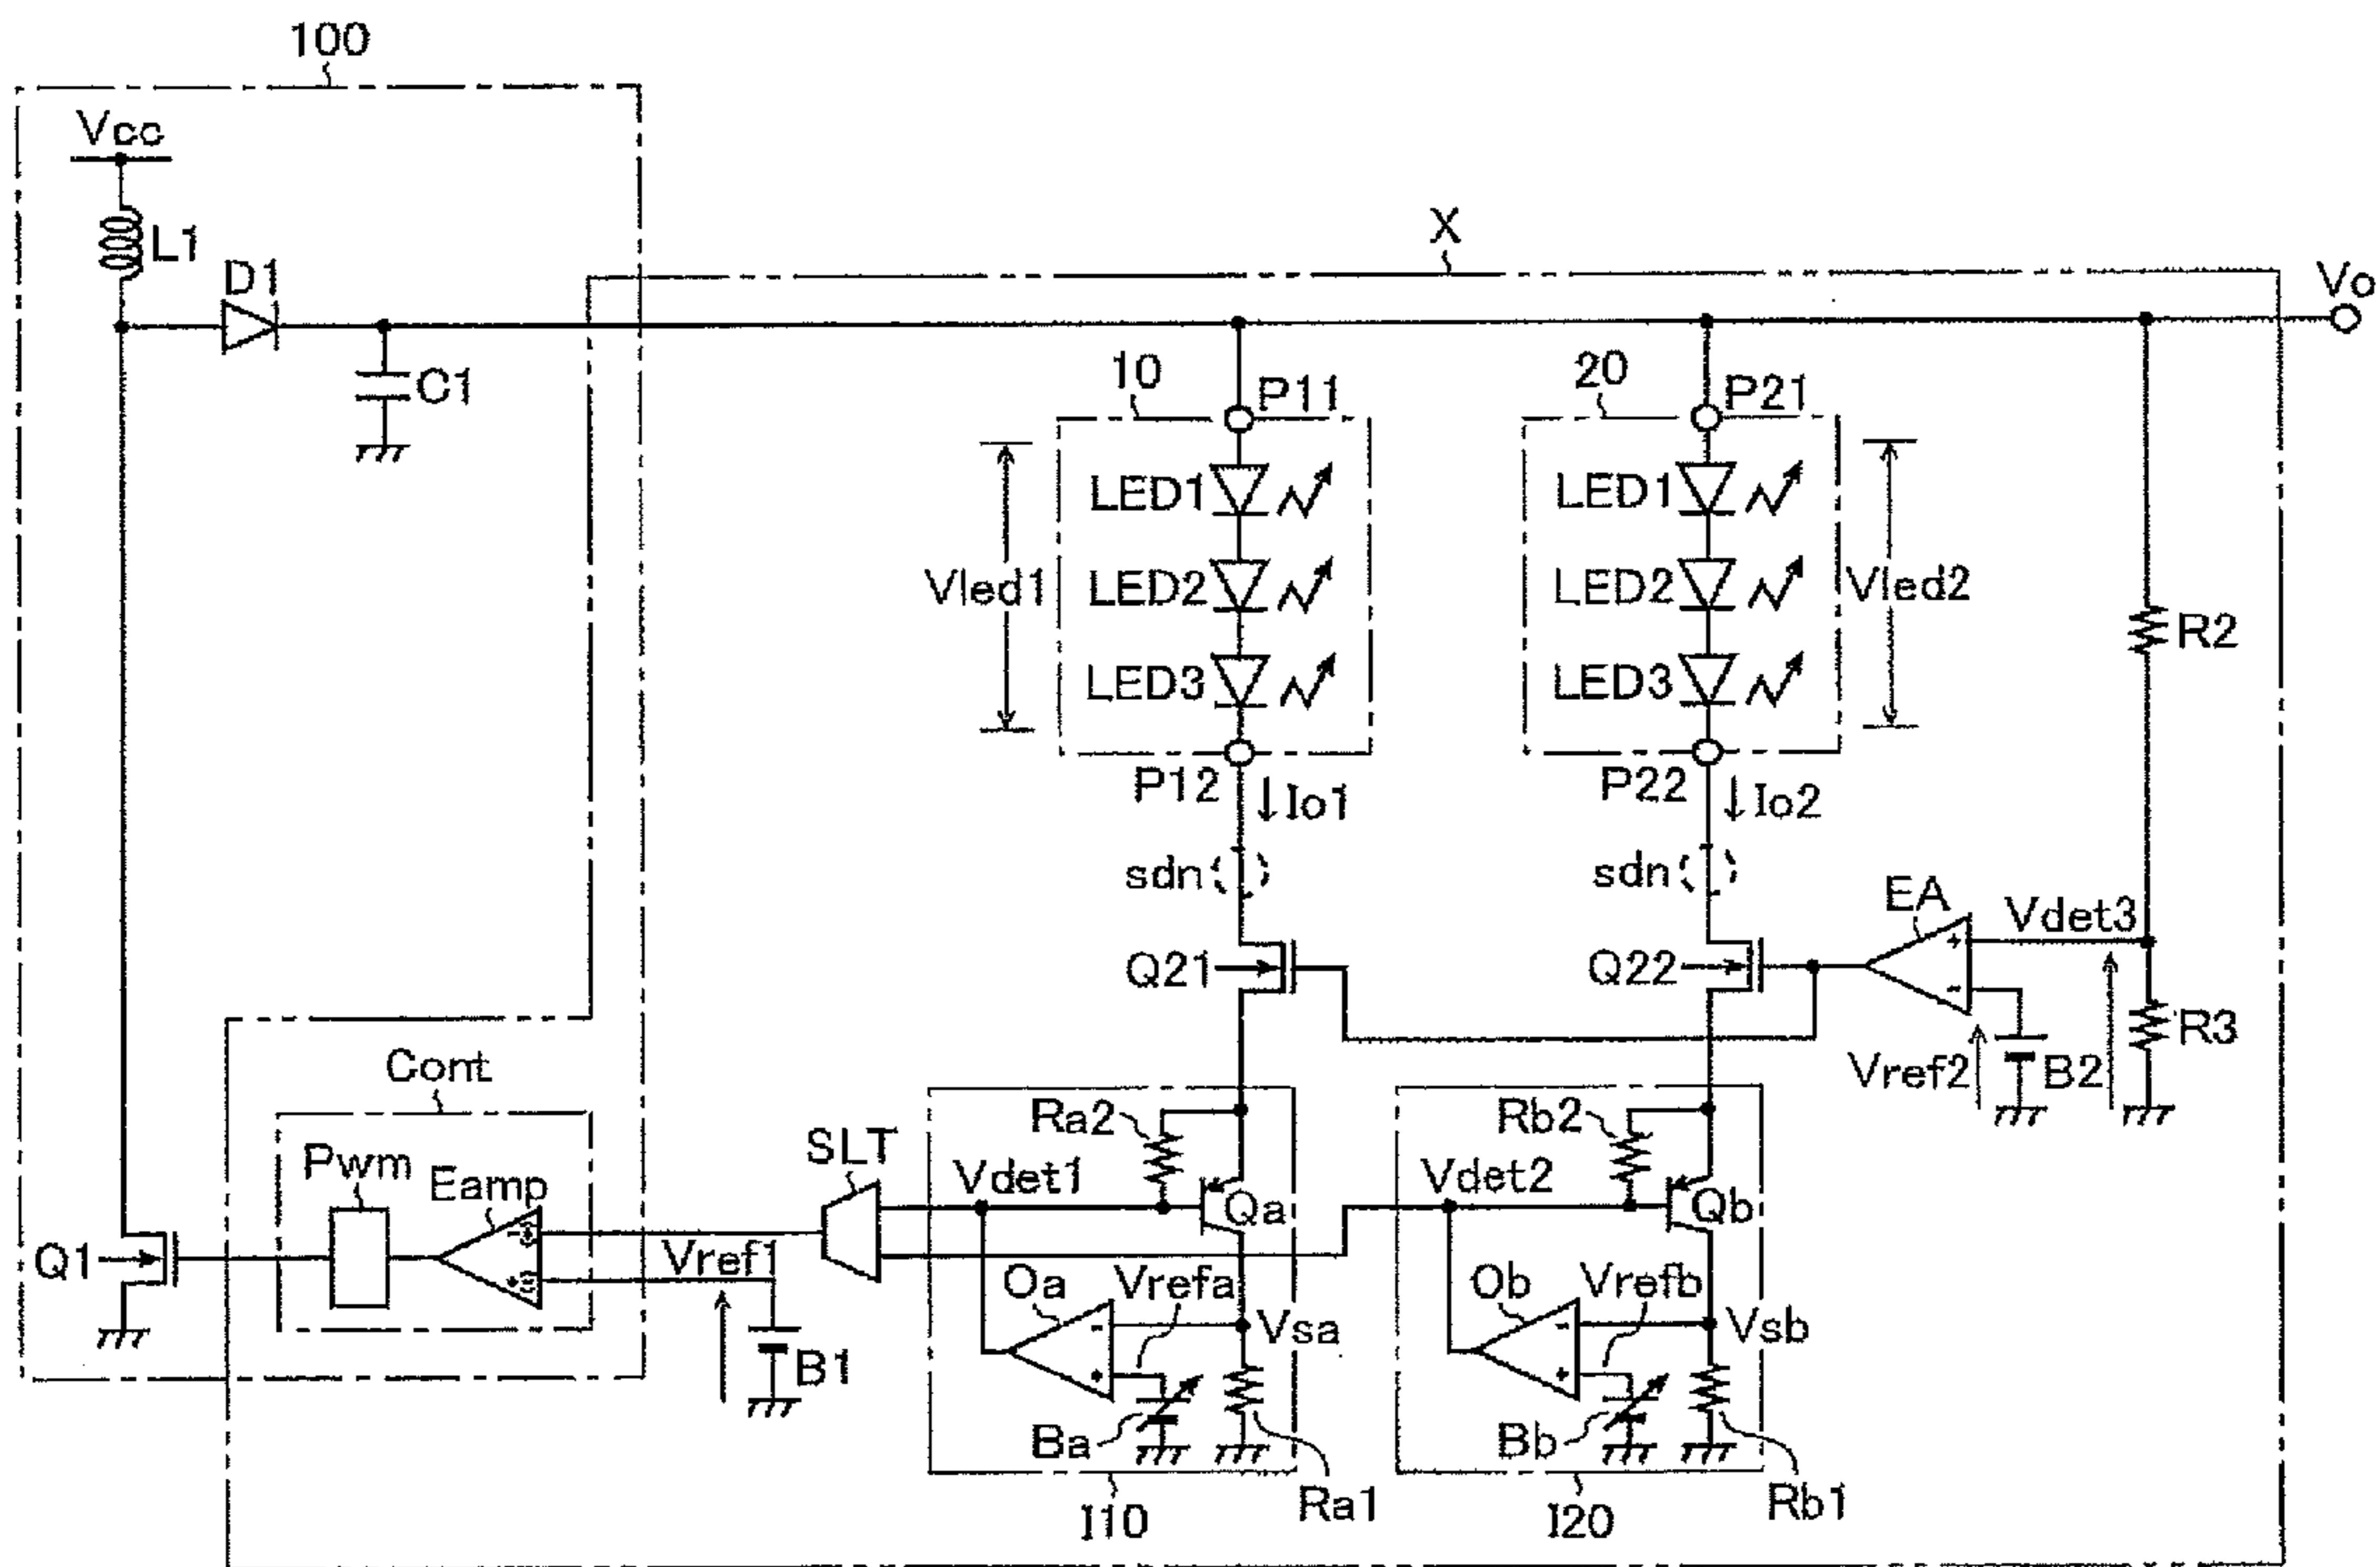 100
Vcc
L1
D1
C1
X
Vo
10
P11
20
P21
LED1
LED2
LED3
Vled1
LED1
LED2
LED3
Vled2
R2
P12
Io1
P22
Io2
sdn
sdn
EA
Vdet3
+
-
Q21
Q22
Vref2
B2
R3
Cont
Pwm
Eamp
SLT
Ra2
Vdet1
Qa
Rb2
Vdet2
Qb
Q1
Vref1
B1
Oa
Vrefa
-
+
Vsa
Ba
Ra1
I10
Ob
Vrefb
-
+
Vsb
Bb
Rb1
I20